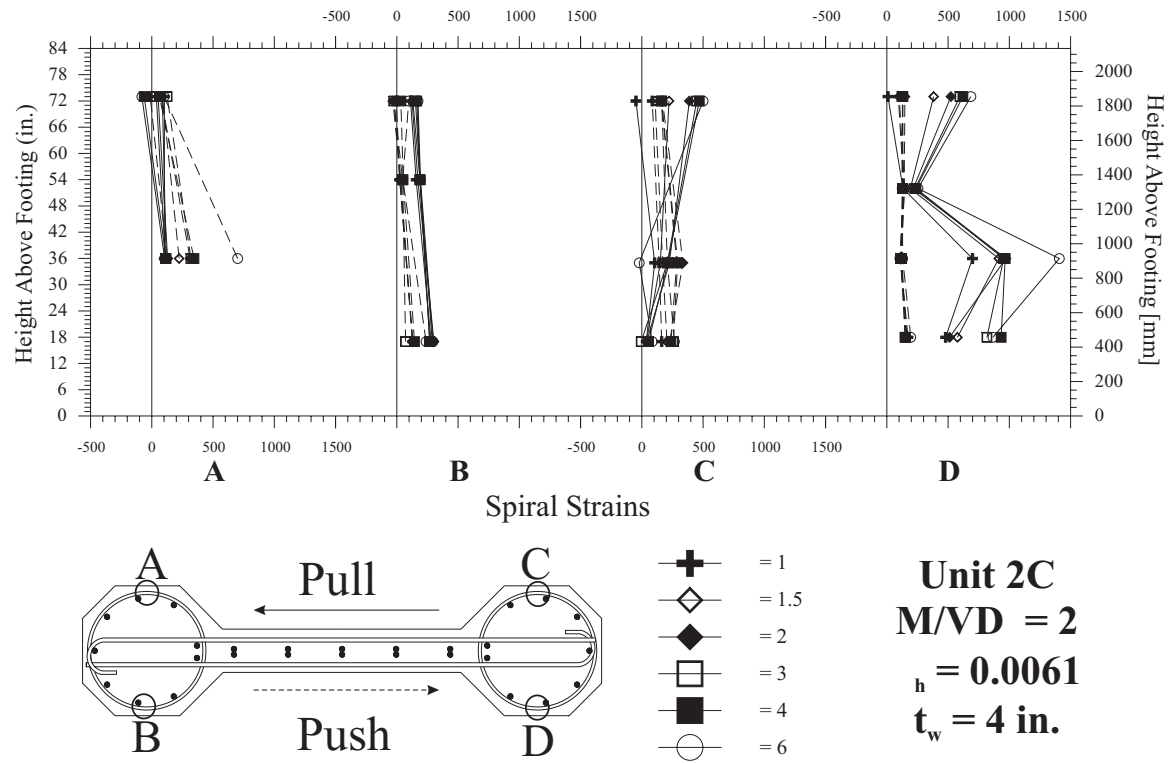 -500 0 500 1000 -500 0 500 1000 1500
84
78
72
66
60
54
48
42
36
30
24
18
12
6
0
Height Above Footing (in.)
2000
1800
1600
1400
1200
1000
800
600
400
200
0
Height Above Footing [mm]
-500 0 500 1000 1500 -500 0 500 1000 1500
A B C D
Spiral Strains
A
B
C
D
Pull
Push
= 1
= 1.5
= 2
= 3
= 4
= 6
Unit 2C
M/VD = 2
h = 0.0061
tw = 4 in.